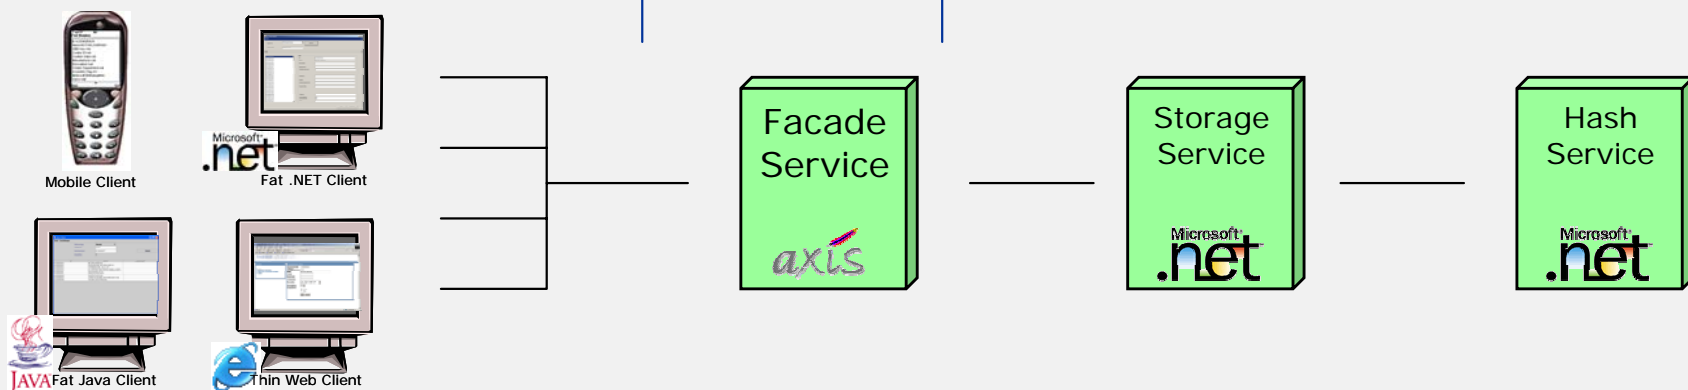 Mobile Client
Microsoft
.net
Fat .NET Client
JAVA
Fat Java Client
Thin Web Client
Facade
Service
axis
Storage
Service
Microsoft
.net
Hash
Service
Microsoft
.net